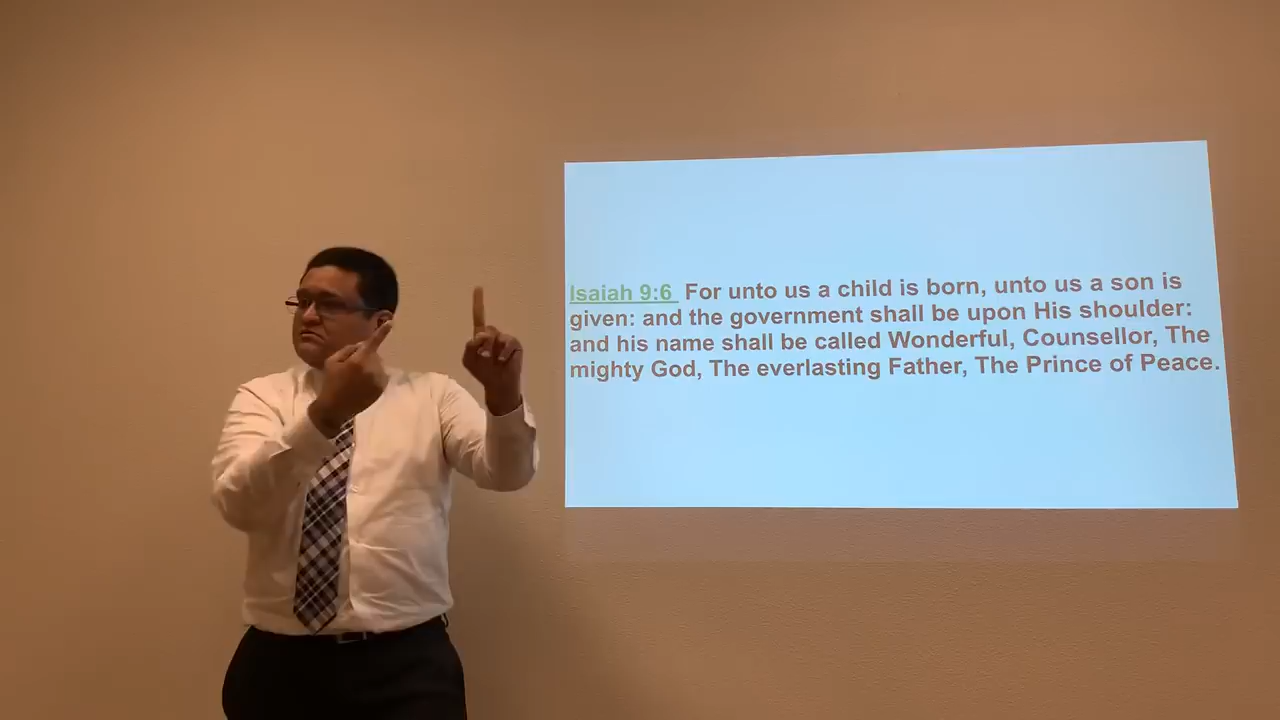 Isaiah 9:6 For unto us a child is born, unto us a son is
given: and the government shall be upon His shoulder:
and his name shall be called Wonderful, Counsellor, The
mighty God, The everlasting Father, The Prince of Peace.